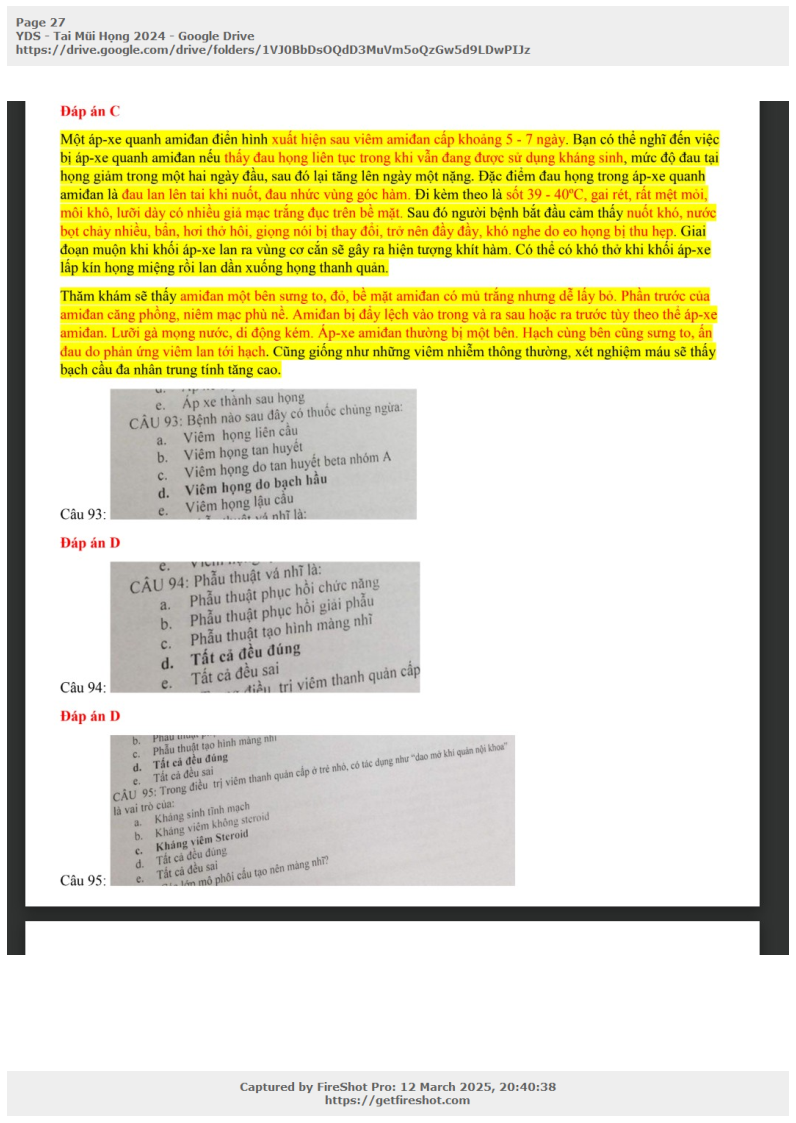 Page 27
YDS - Tai Mũi Họng 2024 - Google Drive
https://drive.google.com/drive/folders/1VJ0BbDsOQdD3MuVm5oQzGw5d9LDwPIJz
Đáp án C
Một áp-xe quanh amiđan điển hình xuất hiện sau viêm amiđan cấp khoảng 5 - 7 ngày. Bạn có thể nghĩ đến việc
bị áp-xe quanh amiđan nếu thấy đau họng liên tục trong khi vẫn đang được sử dụng kháng sinh, mức độ đau tại
họng giảm trong một hai ngày đầu, sau đó lại tăng lên ngày một nặng. Đặc điểm đau họng trong áp-xe quanh
amiđan là đau lan lên tai khi nuốt, đau nhức vùng góc hàm. Đi kèm theo là sốt 39 - 40ºC, gai rét, rất mệt mỏi,
môi khô, lưỡi dày có nhiều giả mạc trắng đục trên bề mặt. Sau đó người bệnh bắt đầu cảm thấy nuốt khó, nước
bọt chảy nhiều, bẩn, hơi thở hôi, giọng nói bị thay đổi, trở nên đầy đầy, khó nghe do eo họng bị thu hẹp. Giai
đoạn muộn khi khối áp-xe lan ra vùng cơ cắn sẽ gây ra hiện tượng khít hàm. Có thể có khó thở khi khối áp-xe
lấp kín họng miệng rồi lan dần xuống họng thanh quản.
Thăm khám sẽ thấy amiđan một bên sưng to, đỏ, bề mặt amiđan có mủ trắng nhưng dễ lấy bỏ. Phần trước của
amiđan căng phồng, niêm mạc phù nề. Amiđan bị đẩy lệch vào trong và ra sau hoặc ra trước tùy theo thể áp-xe
amiđan. Lưỡi gà mọng nước, di động kém. Áp-xe amiđan thường bị một bên. Hạch cùng bên cũng sưng to, ấn
đau do phản ứng viêm lan tới hạch. Cũng giống như những viêm nhiễm thông thường, xét nghiệm máu sẽ thấy
bạch cầu đa nhân trung tính tăng cao.
e. Áp xe thành sau họng
CÂU 93: Bệnh nào sau đây có thuốc chủng ngừa:
a. Viêm họng liên cầu
b. Viêm họng tan huyết
c. Viêm họng do tan huyết beta nhóm A
d. Viêm họng do bạch hầu
e. Viêm họng lậu cầu
Câu 93:
Đáp án D
CÂU 94: Phẫu thuật vá nhĩ là:
a. Phẫu thuật phục hồi chức năng
b. Phẫu thuật phục hồi giải phẫu
c. Phẫu thuật tạo hình màng nhĩ
d. Tất cả đều đúng
e. Tất cả đều sai
điều trị viêm thanh quản cấp
Câu 94:
Đáp án D
c. Phẫu thuật tạo hình màng nhĩ
d. Tất cả đều đúng
e. Tất cả đều sai
CÂU 95: Trong điều trị viêm thanh quản cấp ở trẻ nhỏ, có tác dụng như "dao mở khí quản nội khoa"
là vai trò của:
a. Kháng sinh tĩnh mạch
b. Kháng viêm không steroid
c. Kháng viêm Steroid
d. Tất cả đều đúng
e. Tất cả đều sai
lớp mô phôi cấu tạo nên màng nhĩ?
Câu 95:
Captured by FireShot Pro: 12 March 2025, 20:40:38
https://getfireshot.com